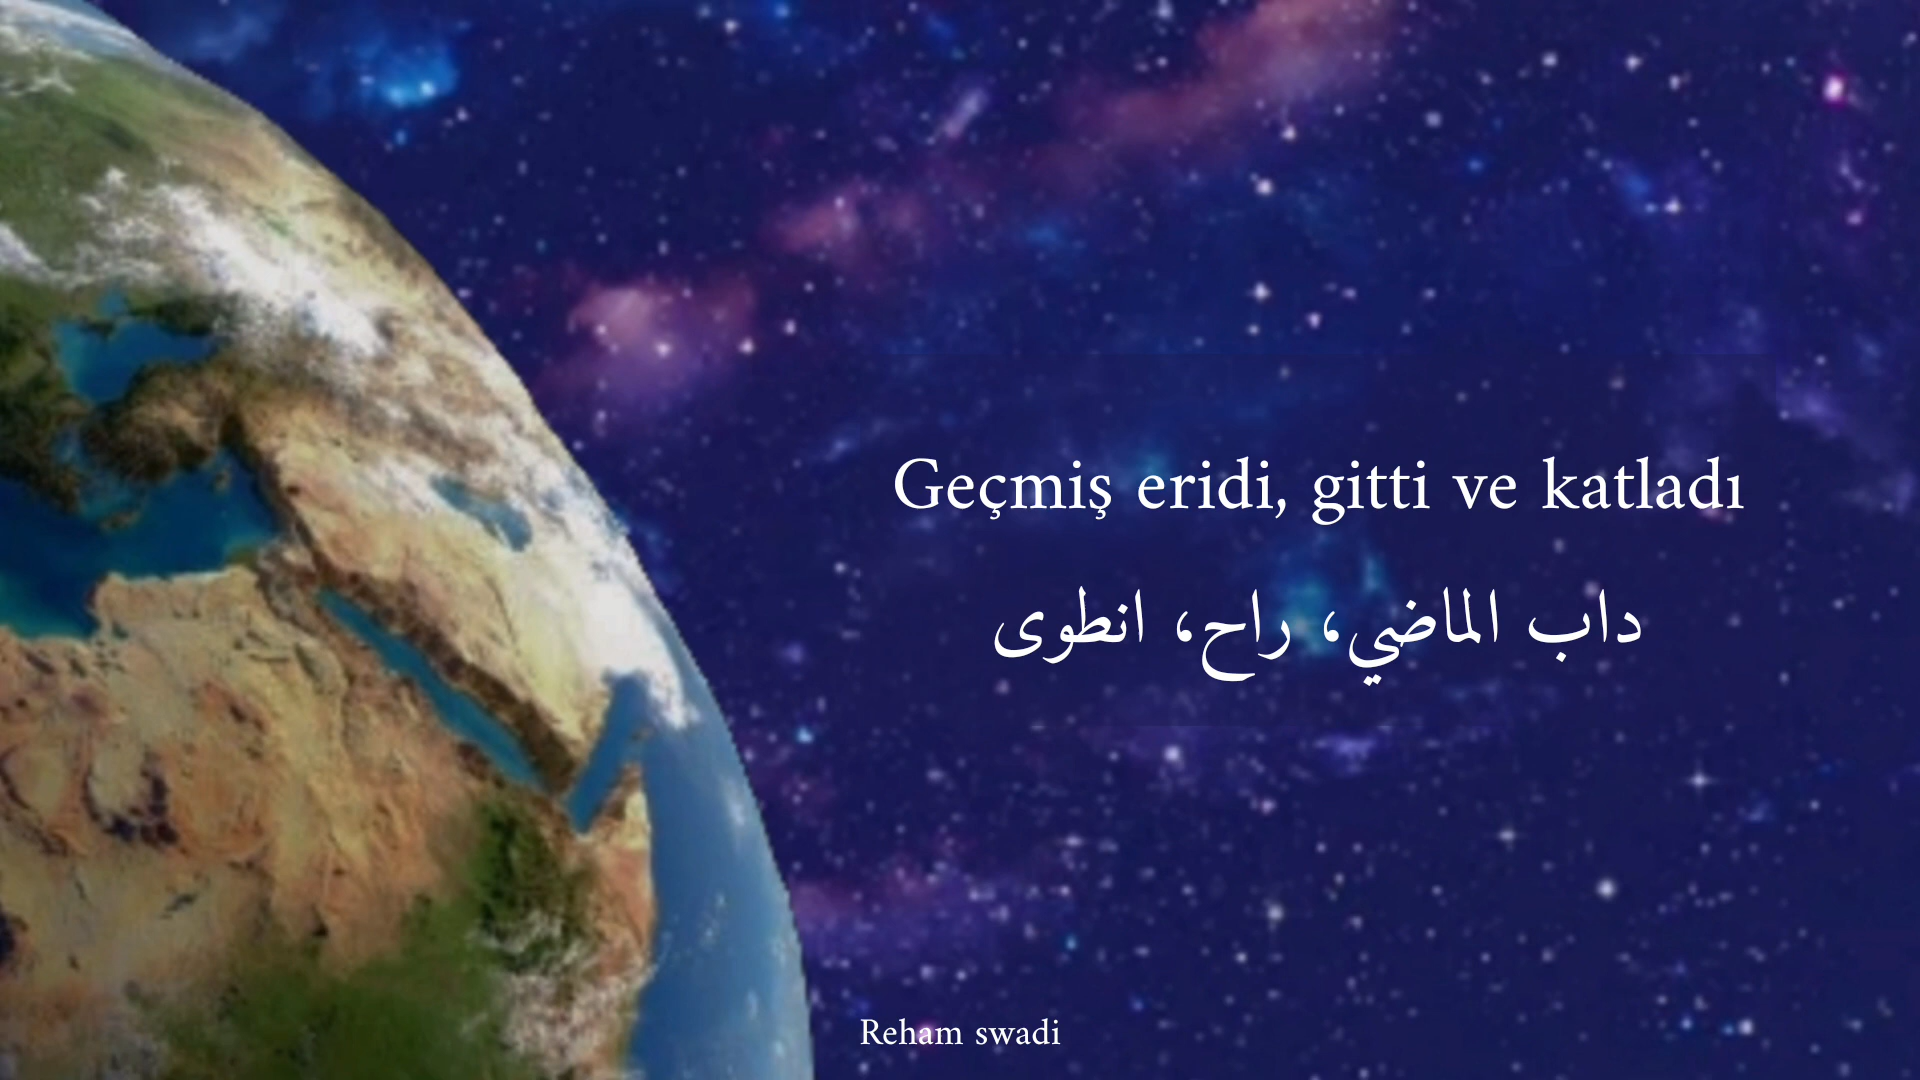 Geçmiş eridi, gitti ve katladı
داب الماضي، راح، انطوى
Reham swadi